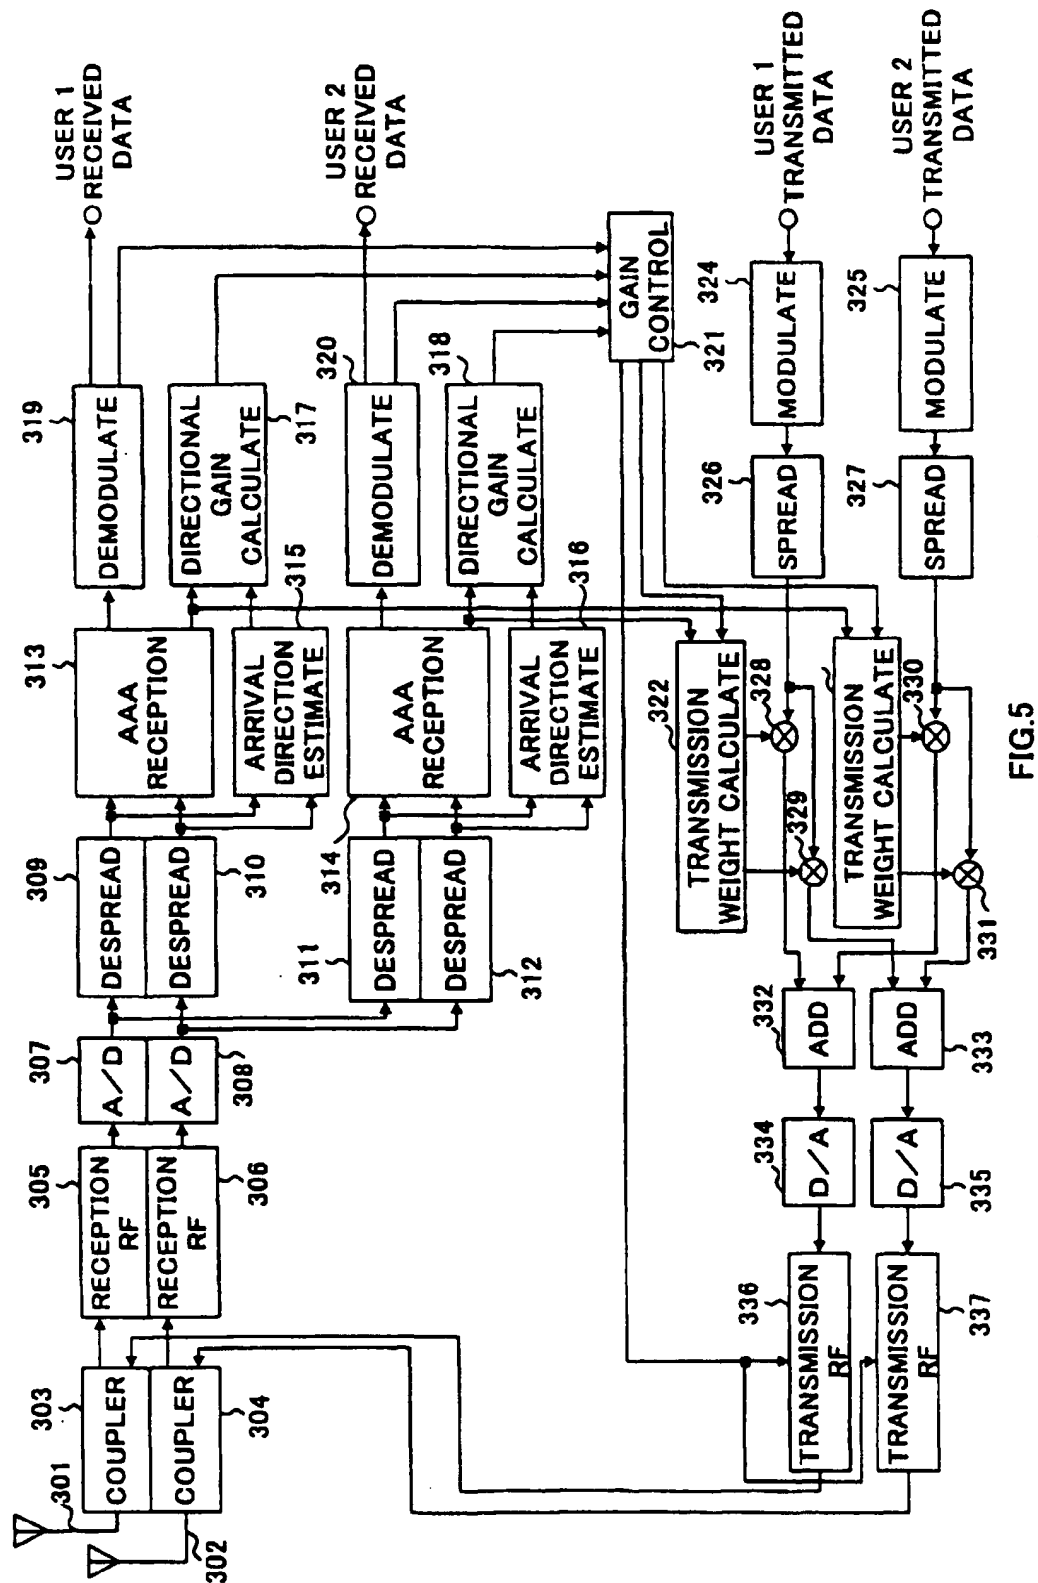 301
302
303
COUPLER
COUPLER
304
305
RECEPTION
RF
RECEPTION
RF
306
307
A/D
A/D
308
309
DESPREAD
DESPREAD
310
311
DESPREAD
DESPREAD
312
313
AAA
RECEPTION
ARRIVAL
DIRECTION
ESTIMATE
315
314
AAA
RECEPTION
ARRIVAL
DIRECTION
ESTIMATE
316
319
DEMODULATE
DIRECTIONAL
GAIN
CALCULATE
317
320
DEMODULATE
318
DIRECTIONAL
GAIN
CALCULATE
USER 1
RECEIVED
DATA
USER 2
RECEIVED
DATA
GAIN
CONTROL
321
USER 1
TRANSMITTED
DATA
USER 2
TRANSMITTED
DATA
324
MODULATE
325
MODULATE
326
SPREAD
327
SPREAD
322
TRANSMISSION
WEIGHT CALCULATE
328
329
TRANSMISSION
WEIGHT CALCULATE
330
331
332
ADD
ADD
333
334
D/A
D/A
335
336
TRANSMISSION
RF
TRANSMISSION
RF
337
FIG.5